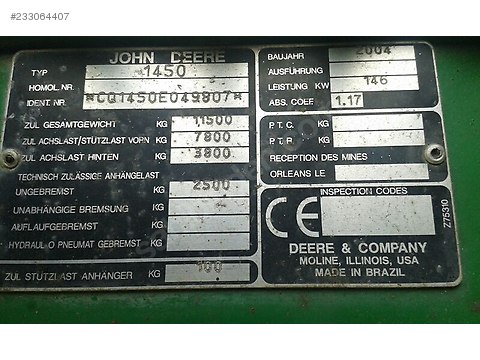 #233064407
JOHN DEERE
TYP 1450
HOMOL NR.
IDENT. NR. *CQ1450E049807*
ZUL GESAMTGEWICHT KG 11500
ZUL ACHSLAST/STÜTZLAST VORN KG 7800
ZUL ACHSLAST HINTEN KG 3800
TECHNISCH ZULÄSSIGE ANHÄNGELAST
UNGEBREMST KG 2500
UNABHÄNGIGE BREMSUNG KG
AUFLAUFGEBREMST KG
HYDRAUL O PNEUMAT GEBREMST KG
ZUL STÜTZLAST ANHÄNGER KG 100
BAUJAHR 2004
AUSFÜHRUNG
LEISTUNG KW 146
ABS. COEF. 1.17
P.T.C. KG
P.T.R. KG
RECEPTION DES MINES
ORLEANS LE
INSPECTION CODES
CE
Z75310
DEERE & COMPANY
MOLINE, ILLINOIS, USA
MADE IN BRAZIL